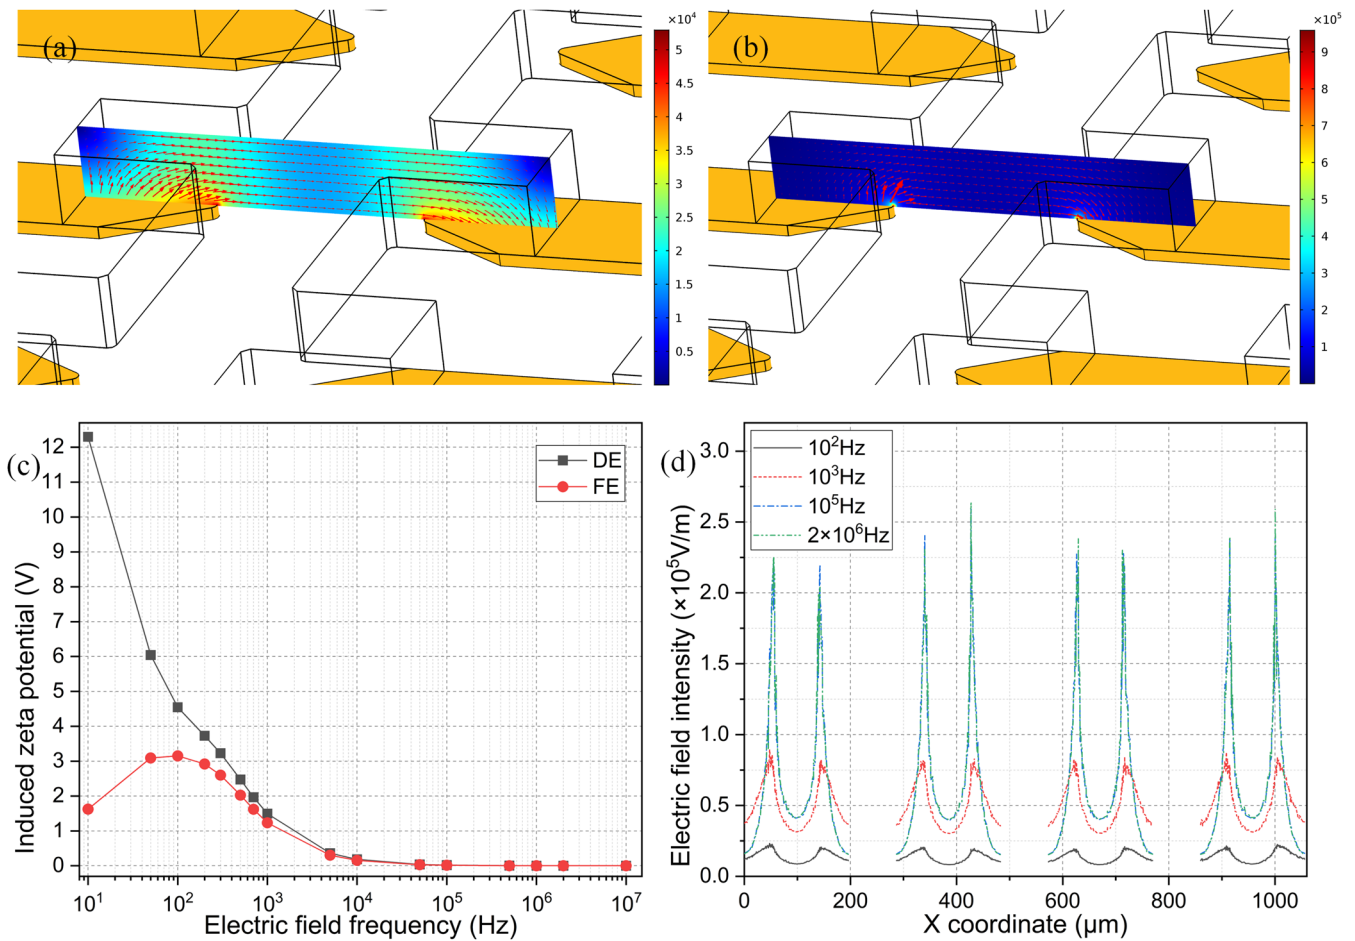 (a)
×10⁴
5
4.5
4
3.5
3
2.5
2
1.5
1
0.5
(b)
×10⁵
9
8
7
6
5
4
3
2
1
(c)
Induced zeta potential (V)
12
11
10
9
8
7
6
5
4
3
2
1
0
DE
FE
10¹ 10² 10³ 10⁴ 10⁵ 10⁶ 10⁷
Electric field frequency (Hz)
(d)
Electric field intensity (×10⁵V/m)
3.0
2.5
2.0
1.5
1.0
0.5
0.0
10²Hz
10³Hz
10⁵Hz
2×10⁶Hz
0 200 400 600 800 1000
X coordinate (μm)